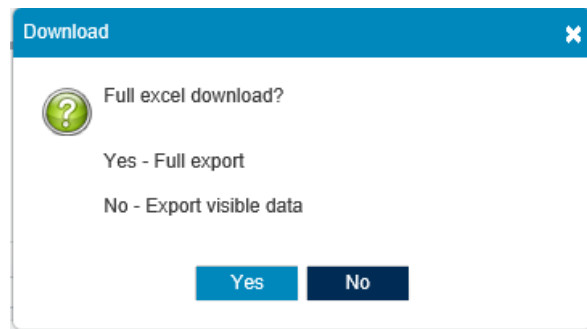 Download
Full excel download?
Yes - Full export
No - Export visible data
Yes No